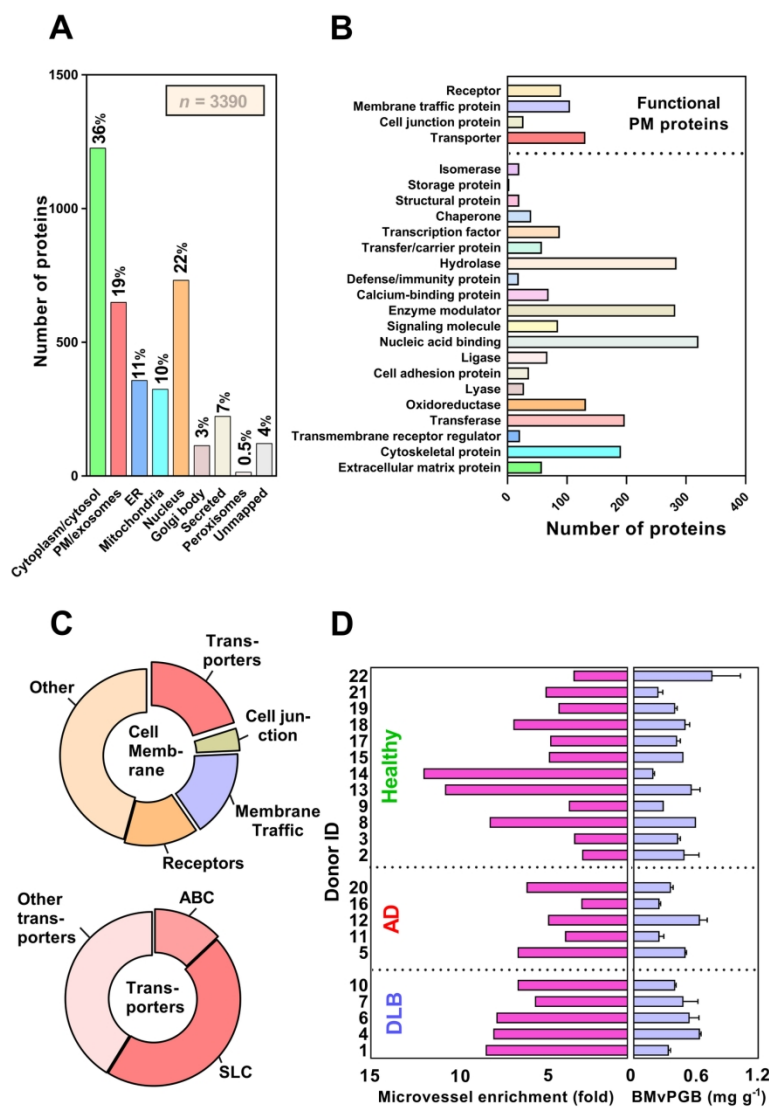 A
1500
1000
500
0
Number of proteins
n = 3390
36%
19%
11%
10%
22%
3%
7%
0.5%
4%
Cytoplasm/cytosol
PM/exosomes
ER
Mitochondria
Nucleus
Golgi body
Secreted
Peroxisomes
Unmapped
B
Receptor
Membrane traffic protein
Cell junction protein
Transporter
Functional
PM proteins
Isomerase
Storage protein
Structural protein
Chaperone
Transcription factor
Transfer/carrier protein
Hydrolase
Defense/immunity protein
Calcium-binding protein
Enzyme modulator
Signaling molecule
Nucleic acid binding
Ligase
Cell adhesion protein
Lyase
Oxidoreductase
Transferase
Transmembrane receptor regulator
Cytoskeletal protein
Extracellular matrix protein
0
100
200
300
400
Number of proteins
C
Trans-
porters
Other
Cell jun-
ction
Cell
Memb-
rane
Membrane
Traffic
Receptors
Other
trans-
porters
ABC
Trans-
porters
SLC
D
Donor ID
Healthy
22
21
19
18
17
15
14
13
9
8
3
2
AD
20
16
12
11
5
DLB
10
7
6
4
1
15 10 5 0 0 0.6 1.2
Microvessel enrichment (fold) BMvPGB (mg g-1)